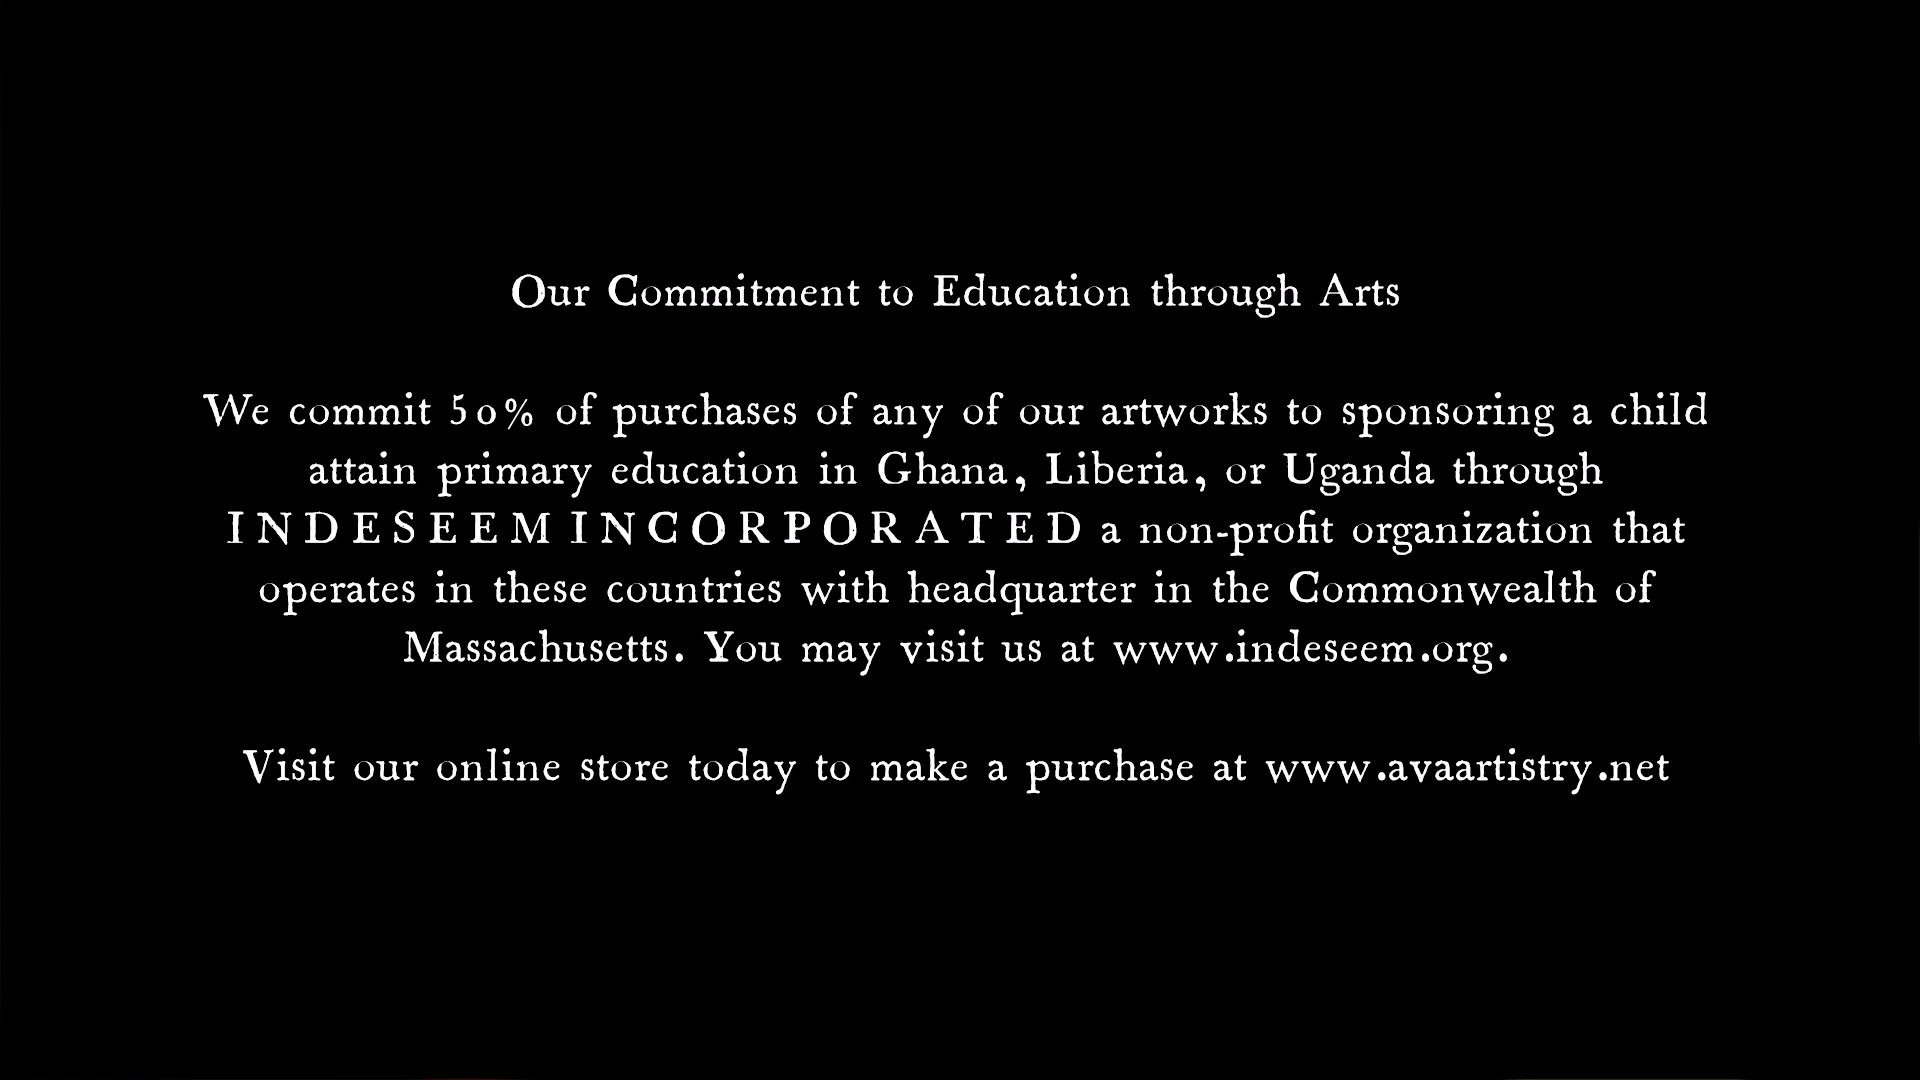 Our Commitment to Education through Arts
We commit 50% of purchases of any of our artworks to sponsoring a child
attain primary education in Ghana, Liberia, or Uganda through
INDESEEM INCORPORATED a non-profit organization that
operates in these countries with headquarter in the Commonwealth of
Massachusetts. You may visit us at www.indeseem.org.
Visit our online store today to make a purchase at www.avaartistry.net